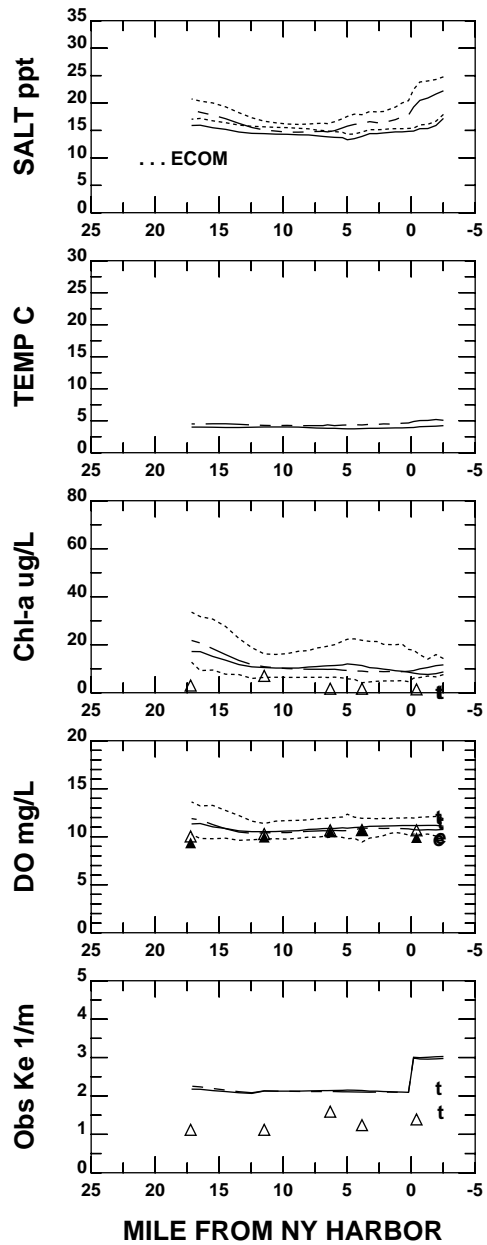 SALT ppt
35
30
25
20
15
10
5
0
. . . ECOM
25 20 15 10 5 0 -5
TEMP C
30
25
20
15
10
5
0
25 20 15 10 5 0 -5
Chl-a ug/L
80
60
40
20
0
t
25 20 15 10 5 0 -5
DO mg/L
20
15
10
5
0
t
e
25 20 15 10 5 0 -5
Obs Ke 1/m
5
4
3
2
1
0
t
t
25 20 15 10 5 0 -5
MILE FROM NY HARBOR